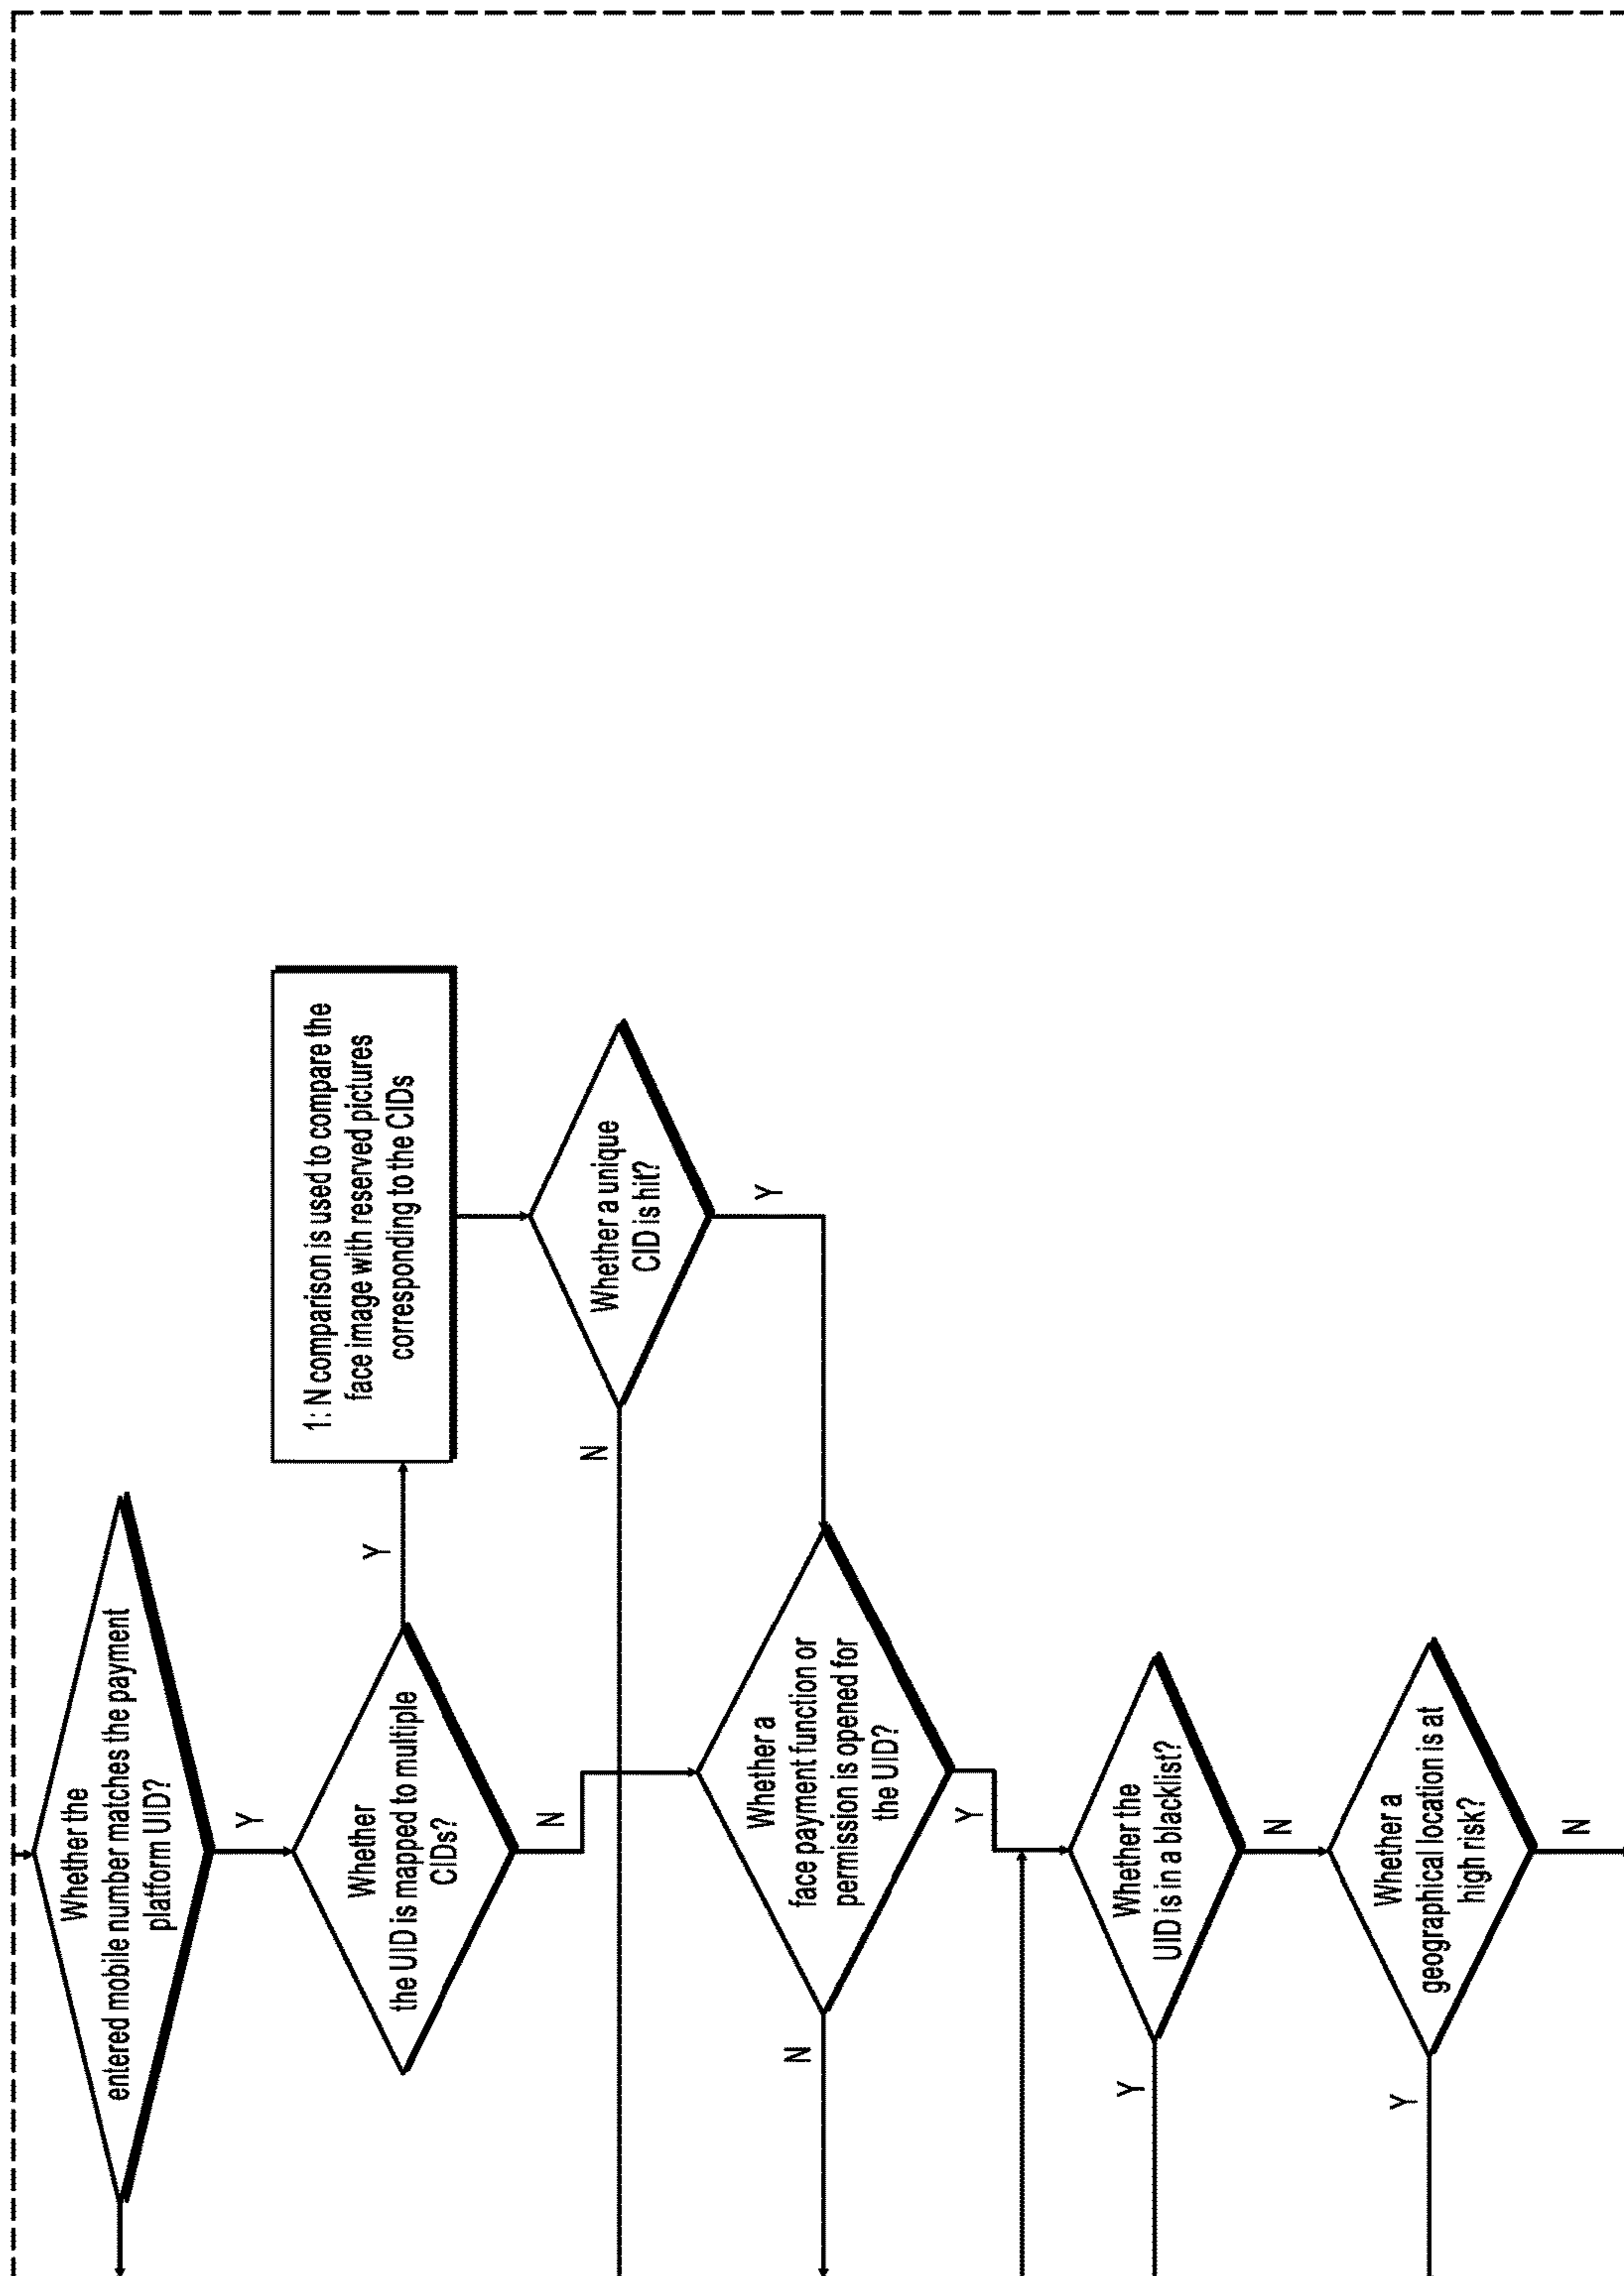 Whether the
entered mobile number matches the payment
platform UID?
Y
Whether
the UID is mapped to multiple
CIDs?
Y
1: N comparison is used to compare the
face image with reserved pictures
corresponding to the CIDs
N
Whether a unique
CID is hit?
N
Y
Whether a
face payment function or
permission is opened for
the UID?
N
Y
Whether the
UID is in a blacklist?
Y
N
Whether a
geographical location is at
high risk?
Y
N